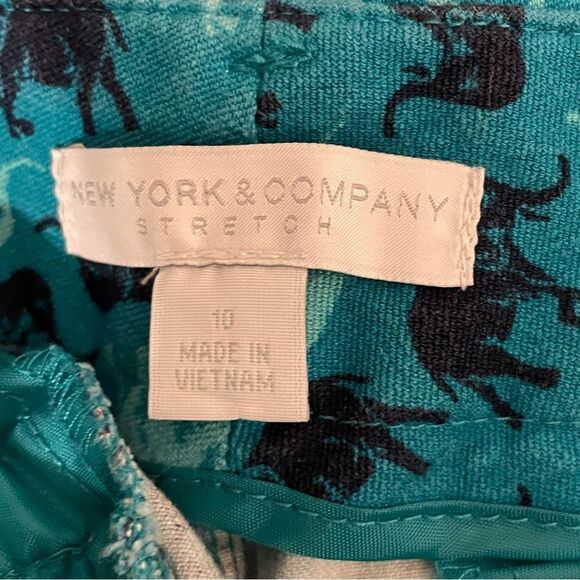 NEW YORK & COMPANY
STRETCH
10
MADE IN
VIETNAM